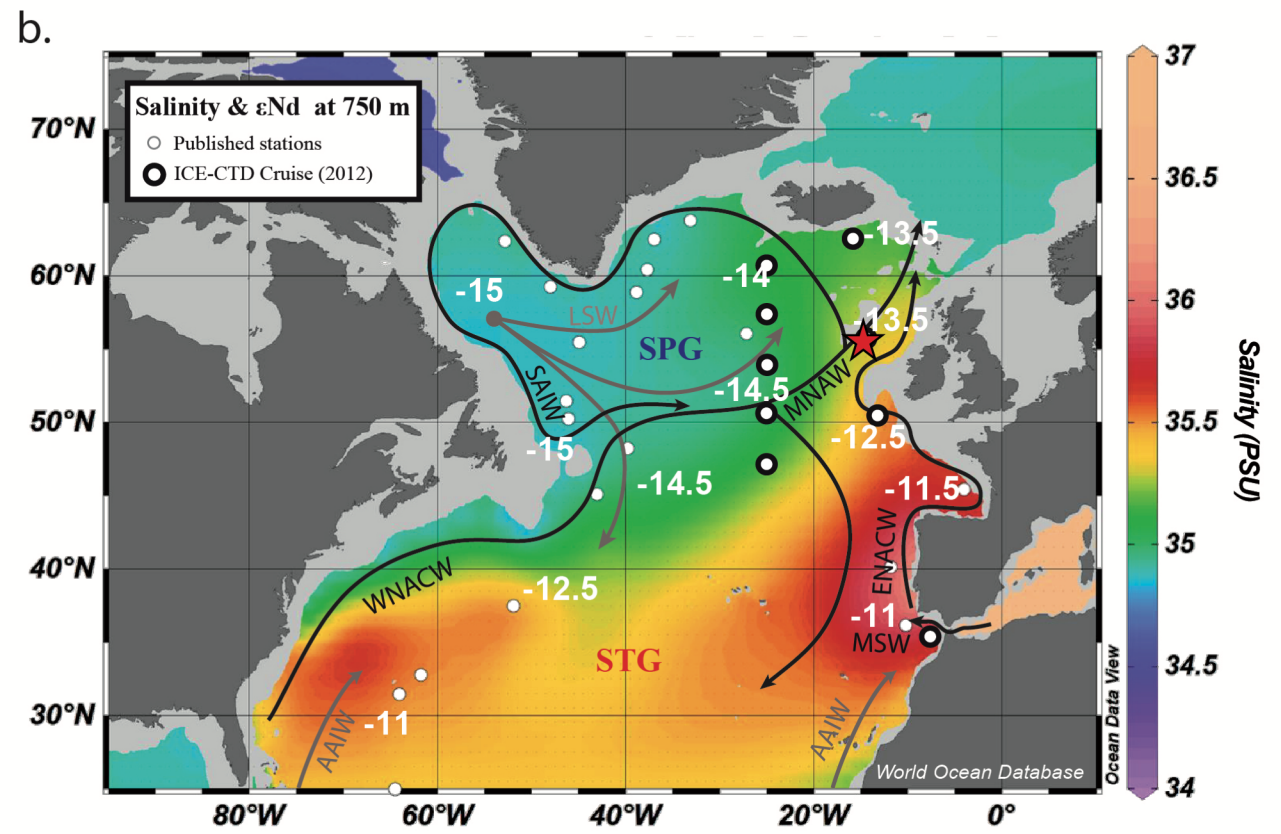 b.
Salinity & εNd at 750 m
Published stations
ICE-CTD Cruise (2012)
70°N
60°N
50°N
40°N
30°N
80°W
60°W
40°W
20°W
0°
-13.5
-14
-15
LSW
-13.5
SPG
-14.5
MNAW
SAIW
-15
-12.5
-14.5
-11.5
WNACW
-12.5
ENACW
-11
MSW
STG
AAIW
-11
AAIW
World Ocean Database
Ocean Data View
37
36.5
36
35.5
35
34.5
34
Salinity (PSU)